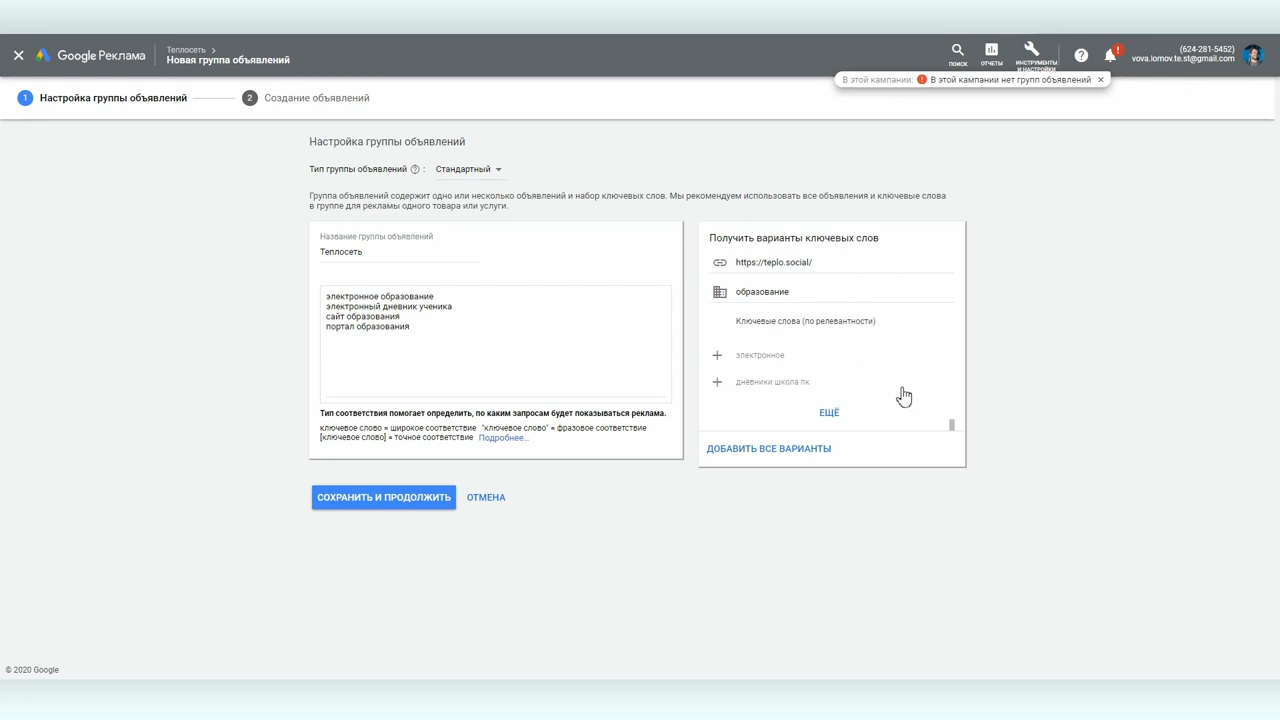 Google Реклама
Теплосеть
Новая группа объявлений
ПОИСК
ОТЧЕТЫ
ИНСТРУМЕНТЫ
И НАСТРОЙКИ
(624-281-5452)
vova.lomov.te.st@gmail.com
В этой кампании: В этой кампании нет групп объявлений
1 Настройка группы объявлений
2 Создание объявлений
Настройка группы объявлений
Тип группы объявлений ? : Стандартный
Группа объявлений содержит одно или несколько объявлений и набор ключевых слов. Мы рекомендуем использовать все объявления и ключевые слова
в группе для рекламы одного товара или услуги.
Название группы объявлений
Теплосеть
электронное образование
электронный дневник ученика
сайт образования
портал образования
Тип соответствия помогает определить, по каким запросам будет показываться реклама.
ключевое слово = широкое соответствие "ключевое слово" = фразовое соответствие
[ключевое слово] = точное соответствие Подробнее...
Получить варианты ключевых слов
https://teplo.social/
образование
Ключевые слова (по релевантности)
электронное
дневники школа пк
ЕЩЁ
ДОБАВИТЬ ВСЕ ВАРИАНТЫ
СОХРАНИТЬ И ПРОДОЛЖИТЬ
ОТМЕНА
© 2020 Google